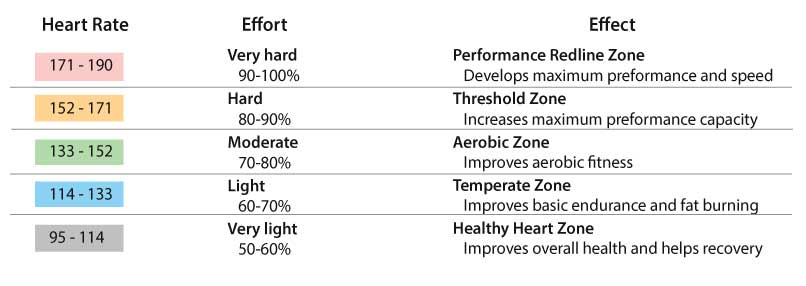 Heart Rate Effort Effect
171 - 190 Very hard Performance Redline Zone
90-100% Develops maximum preformance and speed
152 - 171 Hard Threshold Zone
80-90% Increases maximum preformance capacity
133 - 152 Moderate Aerobic Zone
70-80% Improves aerobic fitness
114 - 133 Light Temperate Zone
60-70% Improves basic endurance and fat burning
95 - 114 Very light Healthy Heart Zone
50-60% Improves overall health and helps recovery